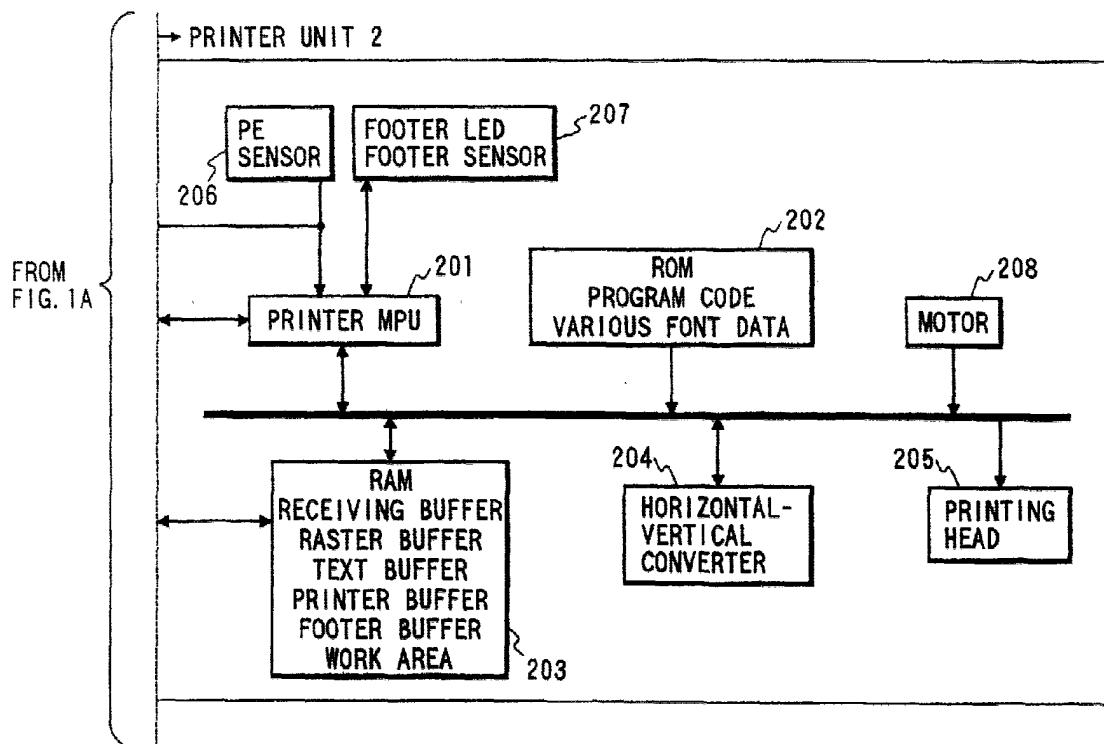 PRINTER UNIT 2
PE
SENSOR
206
FOOTER LED
FOOTER SENSOR
207
FROM
FIG. 1A
201
PRINTER MPU
202
ROM
PROGRAM CODE
VARIOUS FONT DATA
208
MOTOR
RAM
RECEIVING BUFFER
RASTER BUFFER
TEXT BUFFER
PRINTER BUFFER
FOOTER BUFFER
WORK AREA
203
204
HORIZONTAL-
VERTICAL
CONVERTER
205
PRINTING
HEAD